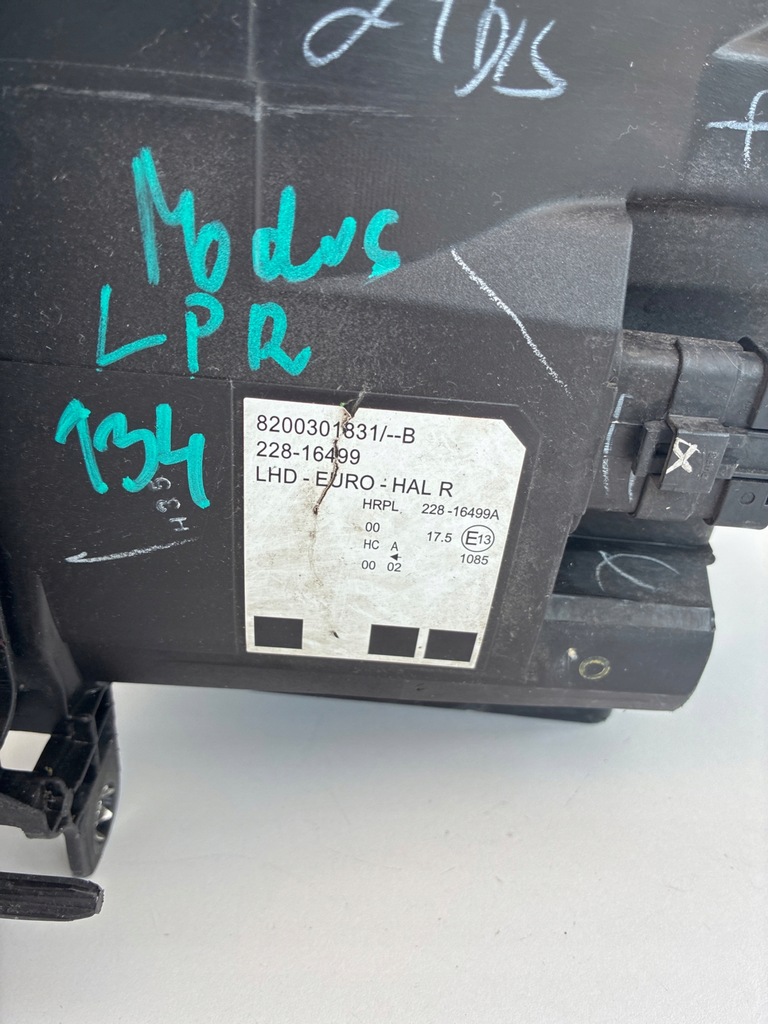 Modus
LPR
134
H35
8200301831/--B
228-16499
LHD - EURO - HAL R
HRPL 228-16499A
00 17.5 E13
HC A 1085
00 02
X